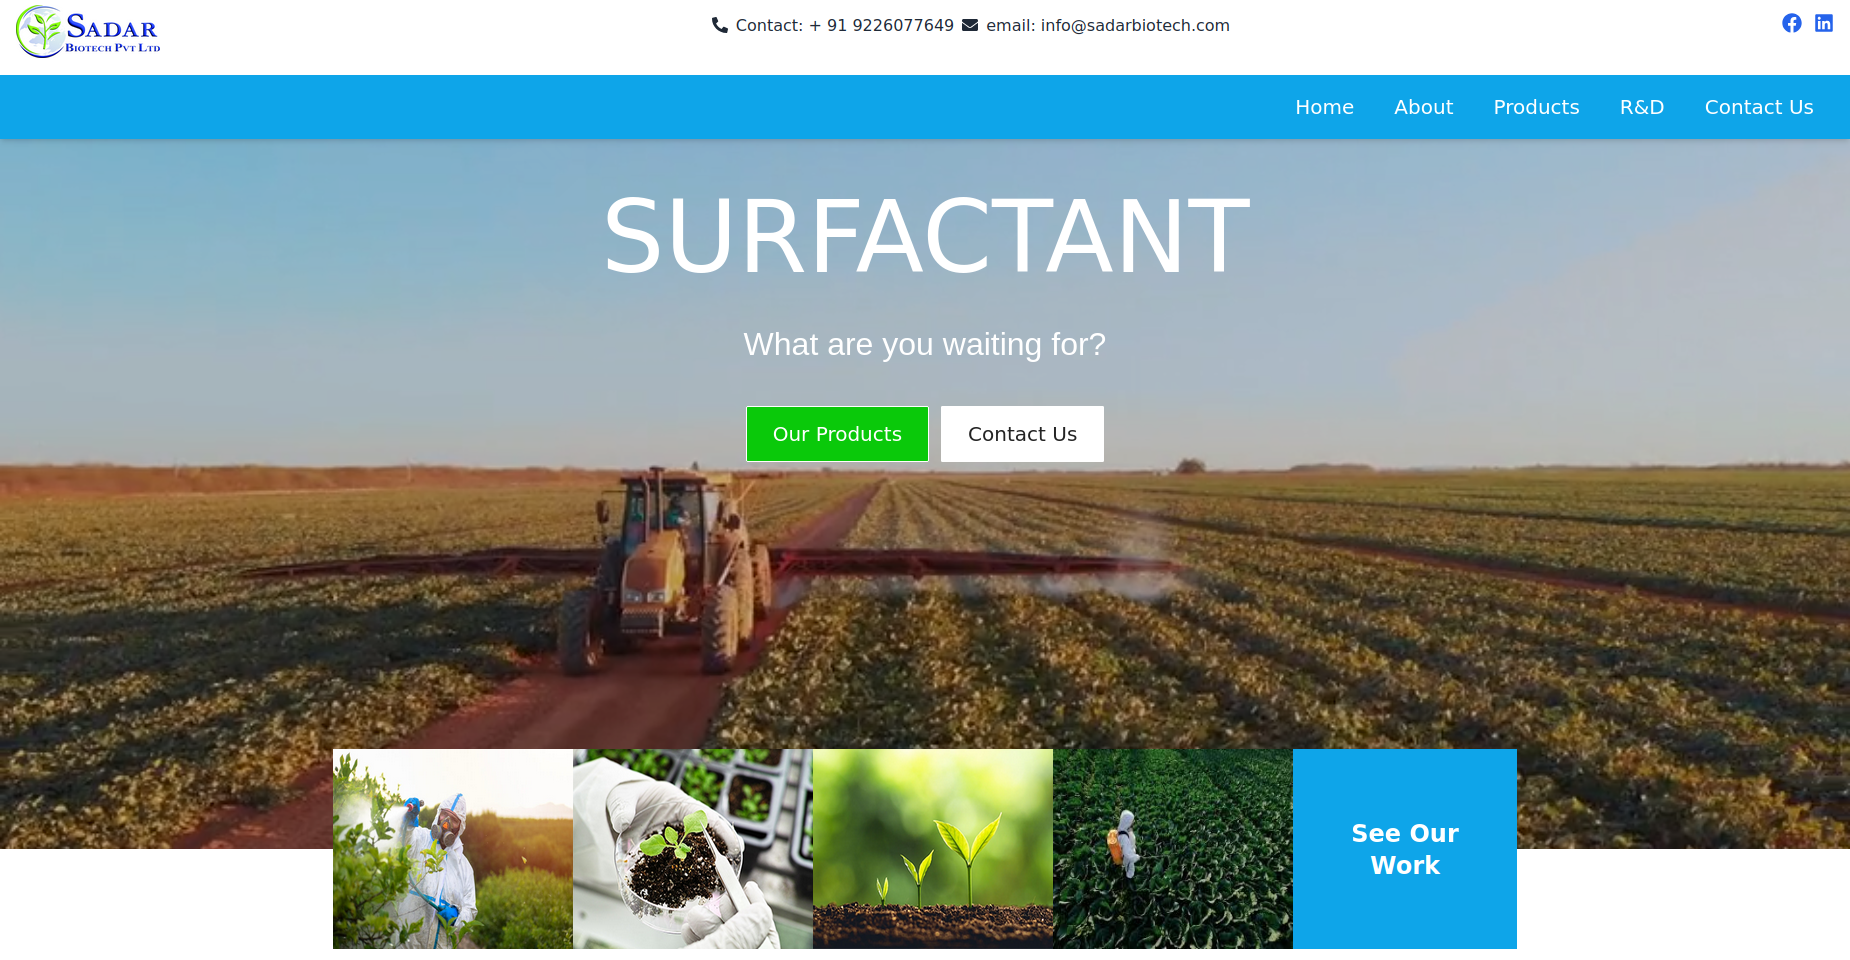 SADAR
BIOTECH PVT LTD
Contact: + 91 9226077649 email: info@sadarbiotech.com
Home About Products R&D Contact Us
SURFACTANT
What are you waiting for?
Our Products Contact Us
See Our
Work